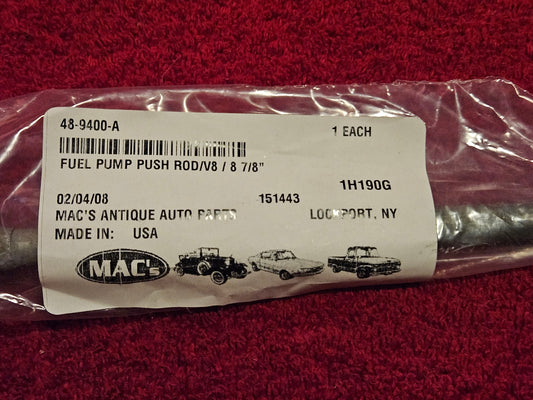 48-9400-A 1 EACH
FUEL PUMP PUSH ROD/V8 / 8 7/8"
1H190G
02/04/08 151443
MAC'S ANTIQUE AUTO PARTS LOCKPORT, NY
MADE IN: USA
MAC's